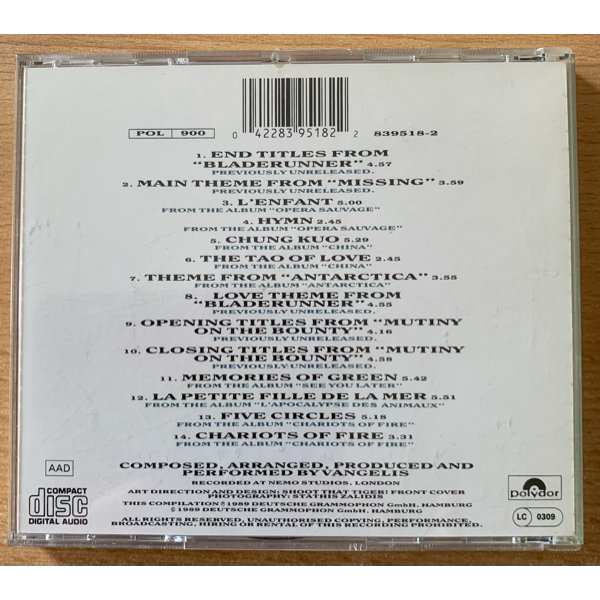 POL 900
0 42283 95182 2
839518-2
1. END TITLES FROM
"BLADERUNNER" 4.57
PREVIOUSLY UNRELEASED.
2. MAIN THEME FROM "MISSING" 3.59
PREVIOUSLY UNRELEASED.
3. L'ENFANT 5.00
FROM THE ALBUM "OPERA SAUVAGE"
4. HYMN 2.45
FROM THE ALBUM "OPERA SAUVAGE"
5. CHUNG KUO 5.29
FROM THE ALBUM "CHINA"
6. THE TAO OF LOVE 2.45
FROM THE ALBUM "CHINA"
7. THEME FROM "ANTARCTICA" 3.55
FROM THE ALBUM "ANTARCTICA"
8. LOVE THEME FROM
"BLADERUNNER" 4.55
PREVIOUSLY UNRELEASED.
9. OPENING TITLES FROM "MUTINY
ON THE BOUNTY" 4.16
PREVIOUSLY UNRELEASED.
10. CLOSING TITLES FROM "MUTINY
ON THE BOUNTY" 4.58
PREVIOUSLY UNRELEASED.
11. MEMORIES OF GREEN 5.42
FROM THE ALBUM "SEE YOU LATER"
12. LA PETITE FILLE DE LA MER 5.51
FROM THE ALBUM "L'APOCALYPSE DES ANIMAUX"
13. FIVE CIRCLES 5.18
FROM THE ALBUM "CHARIOTS OF FIRE"
14. CHARIOTS OF FIRE 3.31
FROM THE ALBUM "CHARIOTS OF FIRE"
COMPOSED, ARRANGED, PRODUCED AND
PERFORMED BY VANGELIS
RECORDED AT NEMO STUDIOS, LONDON
ART DIRECTION AND DESIGN: SHOOT THAT TIGER! FRONT COVER
PHOTOGRAPHY: STATHIS ZALIDIS
THIS COMPILATION ℗ 1989 DEUTSCHE GRAMMOPHON GmbH. HAMBURG
© 1989 DEUTSCHE GRAMMOPHON GmbH. HAMBURG
ALL RIGHTS RESERVED. UNAUTHORISED COPYING, PERFORMANCE,
BROADCASTING, HIRING OR RENTAL OF THIS RECORDING PROHIBITED.
AAD
COMPACT
disc
DIGITAL AUDIO
polydor
LC 0309